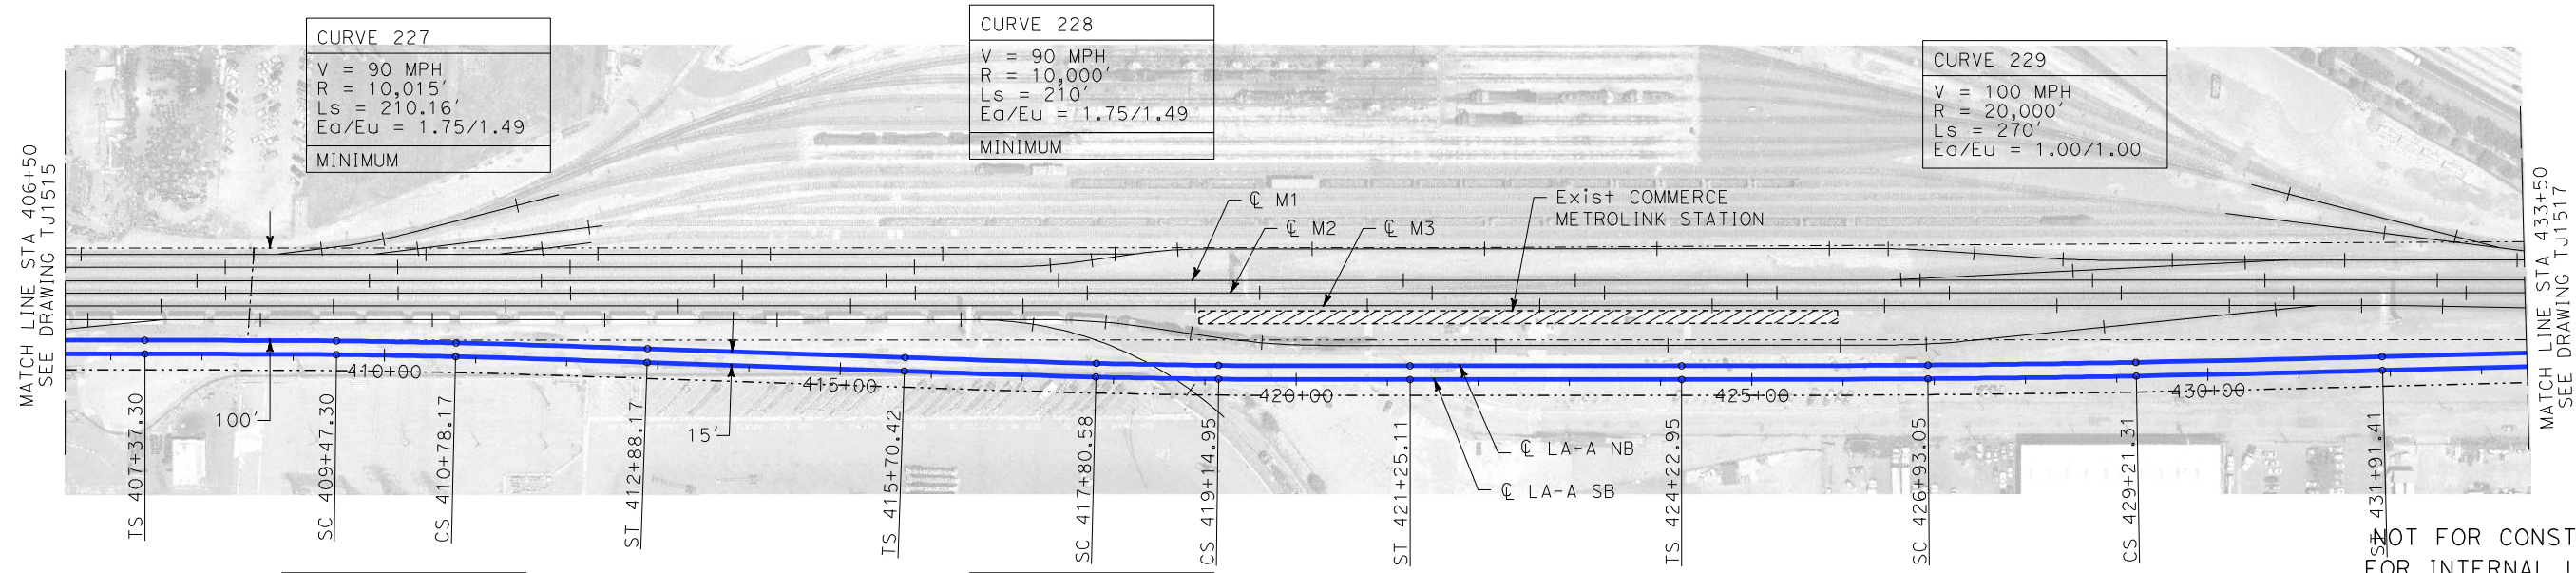 CURVE 227
V = 90 MPH
R = 10,015'
Ls = 210.16'
Ea/Eu = 1.75/1.49
MINIMUM
CURVE 228
V = 90 MPH
R = 10,000'
Ls = 210'
Ea/Eu = 1.75/1.49
MINIMUM
CURVE 229
V = 100 MPH
R = 20,000'
Ls = 270'
Ea/Eu = 1.00/1.00
MATCH LINE STA 406+50
SEE DRAWING TJ1515
℄ M1
℄ M2
℄ M3
Exist COMMERCE
METROLINK STATION
MATCH LINE STA 433+50
SEE DRAWING TJ1517
410+00
415+00
420+00
425+00
430+00
100'
15'
℄ LA-A NB
℄ LA-A SB
TS 407+37.30
SC 409+47.30
CS 410+78.17
ST 412+88.17
TS 415+70.42
SC 417+80.58
CS 419+14.95
ST 421+25.11
TS 424+22.95
SC 426+93.05
CS 429+21.31
ST 431+91.41
NOT FOR CONST
FOR INTERNAL